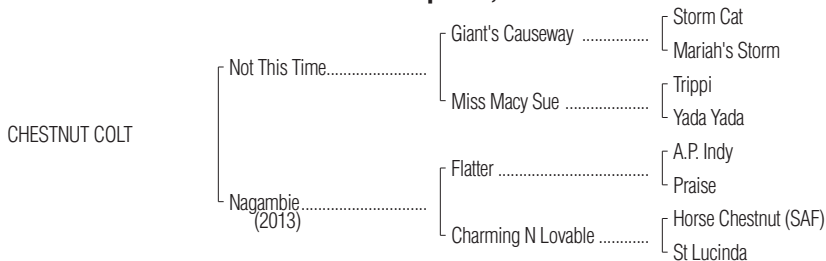 Storm Cat
Giant's Causeway ................
Mariah's Storm
Not This Time........................
Trippi
Miss Macy Sue ....................
Yada Yada
CHESTNUT COLT
A.P. Indy
Flatter ....................................
Praise
Nagambie..............................
(2013)
Horse Chestnut (SAF)
Charming N Lovable ............
St Lucinda